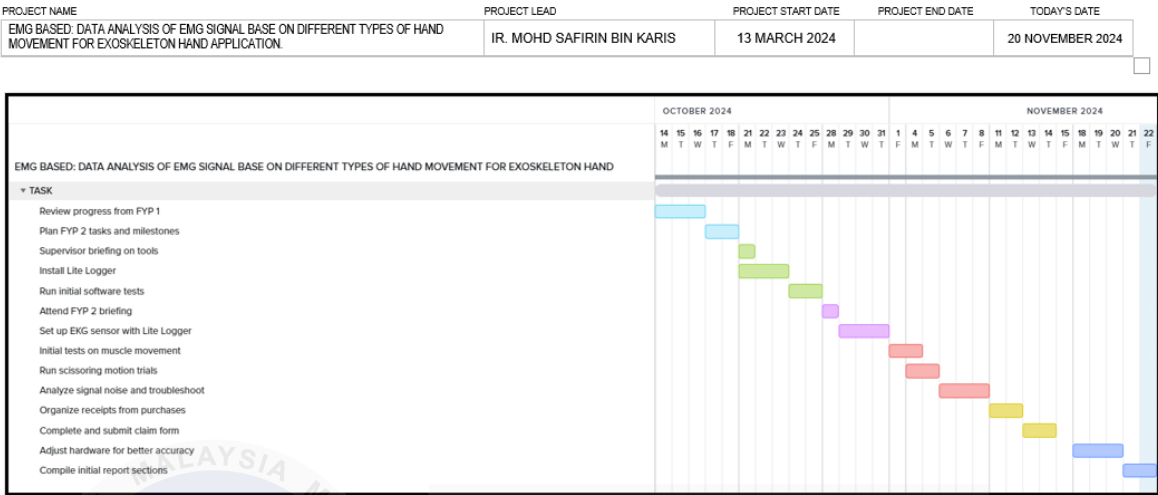 PROJECT NAME PROJECT LEAD PROJECT START DATE PROJECT END DATE TODAY'S DATE
EMG BASED: DATA ANALYSIS OF EMG SIGNAL BASE ON DIFFERENT TYPES OF HAND
MOVEMENT FOR EXOSKELETON HAND APPLICATION.
IR. MOHD SAFIRIN BIN KARIS 13 MARCH 2024 20 NOVEMBER 2024
OCTOBER 2024 NOVEMBER 2024
14 15 16 17 18 21 22 23 24 25 28 29 30 31 1 4 5 6 7 8 11 12 13 14 15 18 19 20 21 22
M T W T F M T W T F M T W T F M T W T F M T W T F M T W T F
EMG BASED: DATA ANALYSIS OF EMG SIGNAL BASE ON DIFFERENT TYPES OF HAND MOVEMENT FOR EXOSKELETON HAND
TASK
Review progress from FYP 1
Plan FYP 2 tasks and milestones
Supervisor briefing on tools
Install Lite Logger
Run initial software tests
Attend FYP 2 briefing
Set up EKG sensor with Lite Logger
Initial tests on muscle movement
Run scissoring motion trials
Analyze signal noise and troubleshoot
Organize receipts from purchases
Complete and submit claim form
Adjust hardware for better accuracy
Compile initial report sections
MALAYSIA